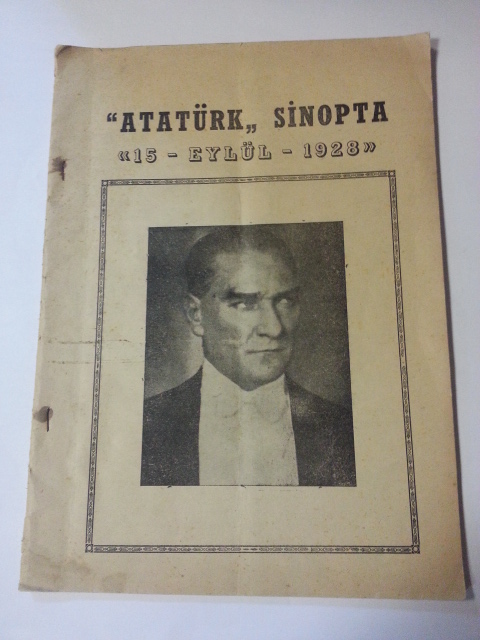 “ATATÜRK„ SİNOPTA
«15 - EYLÜL - 1928»